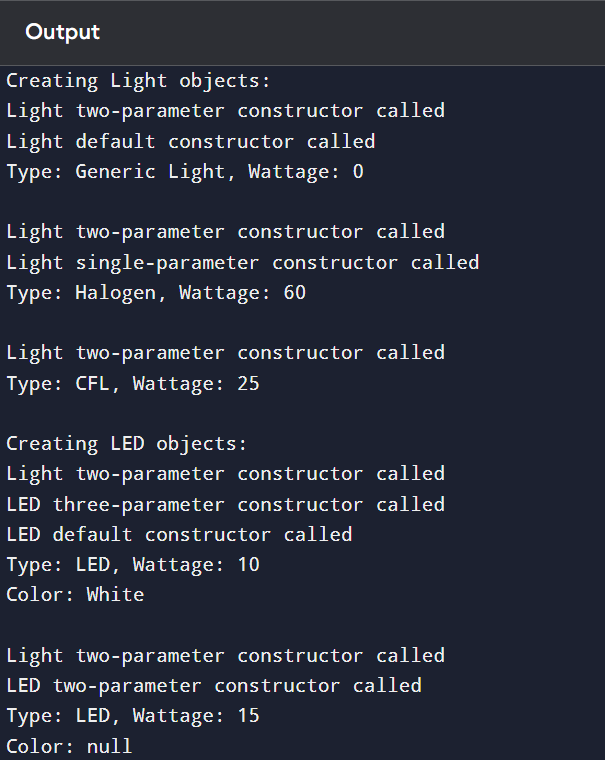 Output
Creating Light objects:
Light two-parameter constructor called
Light default constructor called
Type: Generic Light, Wattage: 0
Light two-parameter constructor called
Light single-parameter constructor called
Type: Halogen, Wattage: 60
Light two-parameter constructor called
Type: CFL, Wattage: 25
Creating LED objects:
Light two-parameter constructor called
LED three-parameter constructor called
LED default constructor called
Type: LED, Wattage: 10
Color: White
Light two-parameter constructor called
LED two-parameter constructor called
Type: LED, Wattage: 15
Color: null